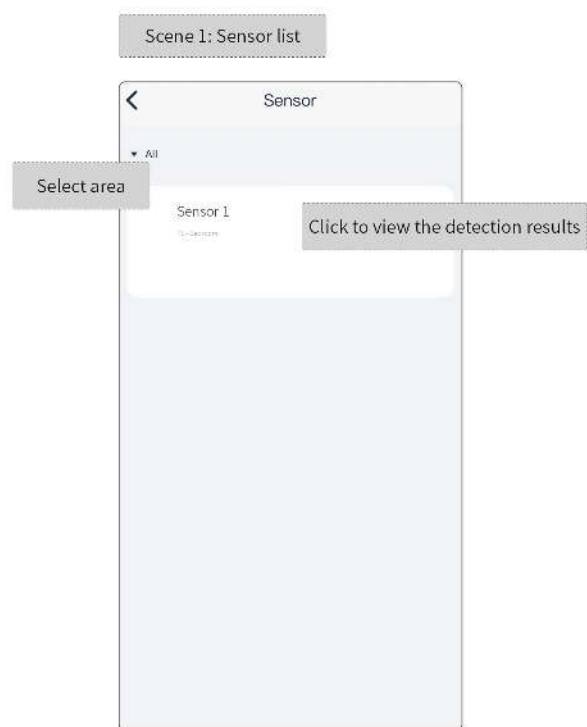 Scene 1: Sensor list
Sensor
All
Select area
Sensor 1
Click to view the detection results